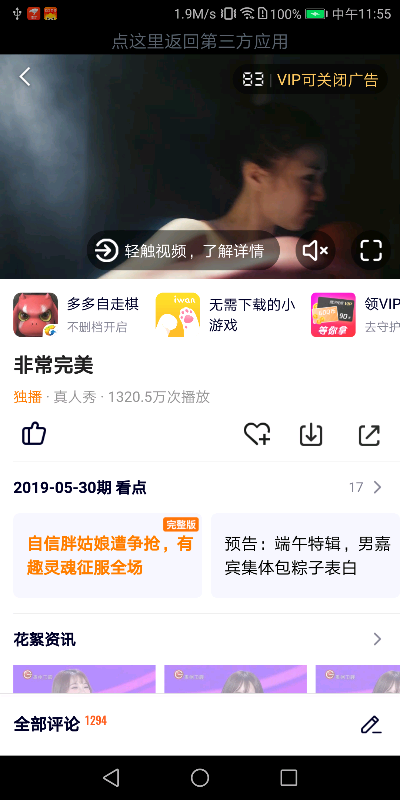 1.9M/s 100% 中午11:55
点这里返回第三方应用
83 | VIP可关闭广告
轻触视频，了解详情
多多自走棋
不删档开启
iwan
无需下载的小
游戏
领VIP
去守护
90
等你拿
非常完美
独播 · 真人秀 · 1320.5万次播放
2019-05-30期 看点
17
完整版
自信胖姑娘遭争抢，有
趣灵魂征服全场
预告：端午特辑，男嘉
宾集体包粽子表白
花絮资讯
全部评论 1294